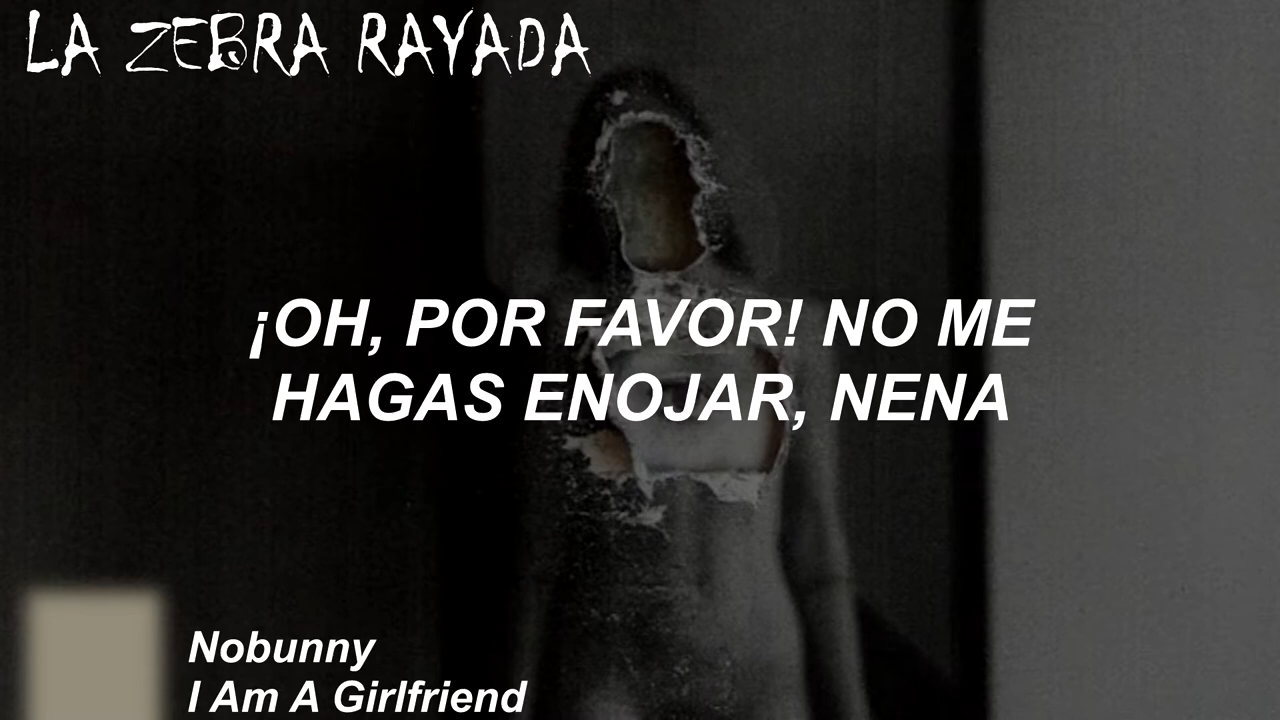 LA ZEBRA RAYADA
¡OH, POR FAVOR! NO ME
HAGAS ENOJAR, NENA
Nobunny
I Am A Girlfriend